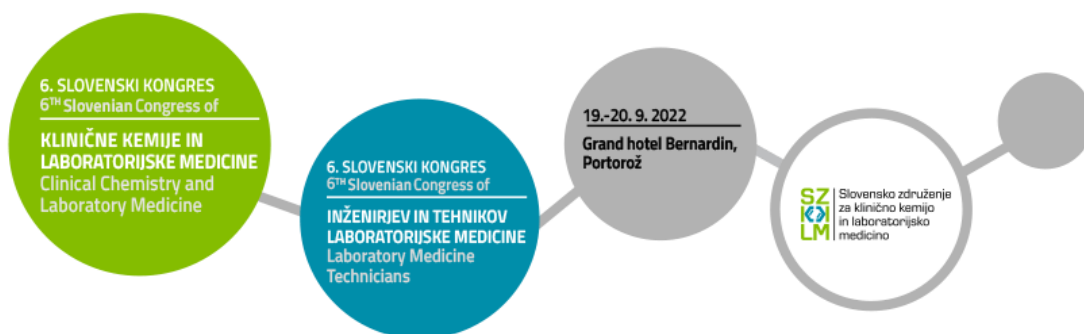 6. SLOVENSKI KONGRES
6TH Slovenian Congress of
KLINIČNE KEMIJE IN
LABORATORIJSKE MEDICINE
Clinical Chemistry and
Laboratory Medicine
6. SLOVENSKI KONGRES
6TH Slovenian Congress of
INŽENIRJEV IN TEHNIKOV
LABORATORIJSKE MEDICINE
Laboratory Medicine
Technicians
19.-20. 9. 2022
Grand hotel Bernardin,
Portorož
SZ
K K
LM
Slovensko združenje
za klinično kemijo
in laboratorijsko
medicino